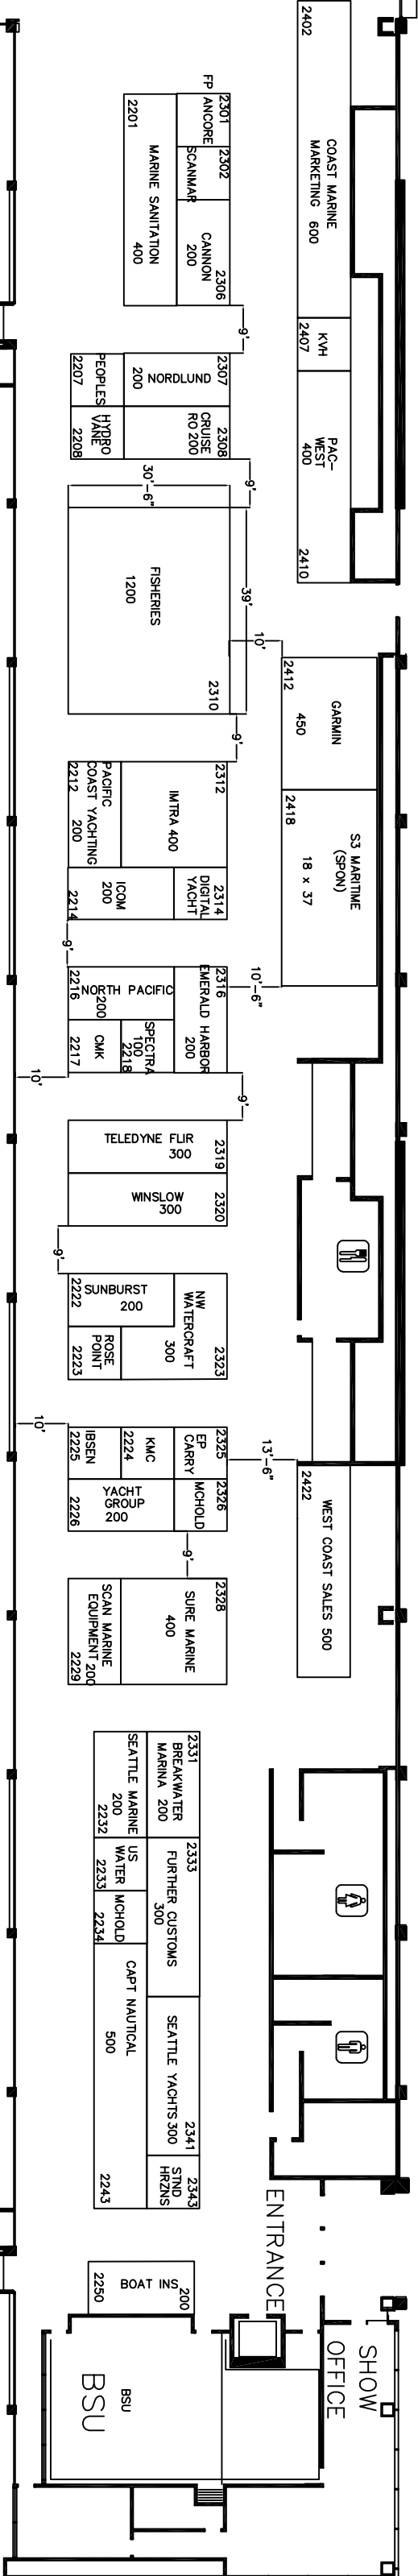 2402
COAST MARINE
MARKETING 600
2407
KVH
PAC-
WEST
400
2410
FP
2301
ANCORE
2302
SCANMAR
2306
CANNON
200
2201
MARINE SANITATION
400
9'
2307
NORDLUND
200
2308
CRUISE
RO 200
PEOPLES
2207
HYDRO
VANE
2208
9'
30'-6"
39'
FISHERIES
1200
2310
10'
2412
GARMIN
450
2418
S3 MARITIME
(SPON)
18 x 37
9'
2312
IMTRA 400
PACIFIC
COAST YACHTING
200
2212
2314
DIGITAL
YACHT
ICOM
200
2214
9'
10'-6"
2316
EMERALD HARBOR
200
NORTH PACIFIC
200
2216
SPECTRA
100
2218
CMK
2217
10'
9'
TELEDYNE FLIR
300
2319
WINSLOW
300
2320
9'
SUNBURST
200
2222
NW
WATERCRAFT
300
2323
ROSE
POINT
2223
10'
13'-6"
2325
EP
CARRY
KMC
2224
IBSEN
2225
2326
MCHOLD
YACHT
GROUP
200
2226
9'
2422
WEST COAST SALES 500
2328
SURE MARINE
400
SCAN MARINE
EQUIPMENT 200
2229
2331
BREAKWATER
MARINA 200
SEATTLE MARINE
200
2232
2333
FURTHER CUSTOMS
300
US
WATER
2233
MCHOLD
2234
CAPT NAUTICAL
500
2243
SEATTLE YACHTS 300
2341
2343
STND
HRZNS
ENTRANCE
BOAT INS
200
2250
SHOW
OFFICE
BSU
BSU